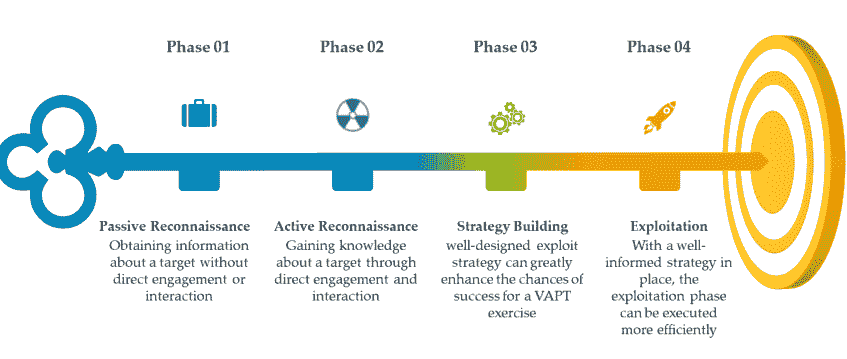 Phase 01
Phase 02
Phase 03
Phase 04
Passive Reconnaissance
Obtaining information
about a target without
direct engagement or
interaction
Active Reconnaissance
Gaining knowledge
about a target through
direct engagement and
interaction
Strategy Building
well-designed exploit
strategy can greatly
enhance the chances of
success for a VAPT
exercise
Exploitation
With a well-
informed strategy in
place, the
exploitation phase
can be executed
more efficiently